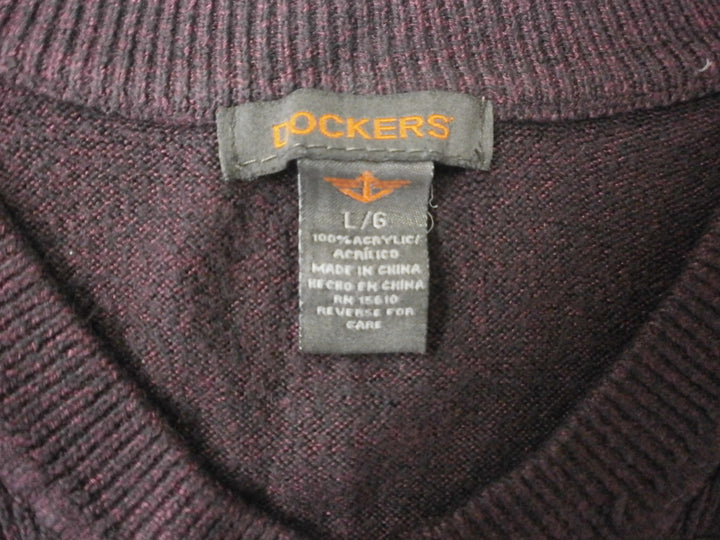 DOCKERS
L/G
100% ACRYLIC/
ACRÍLICO
MADE IN CHINA
HECHO EN CHINA
RN 15610
REVERSE FOR
CARE